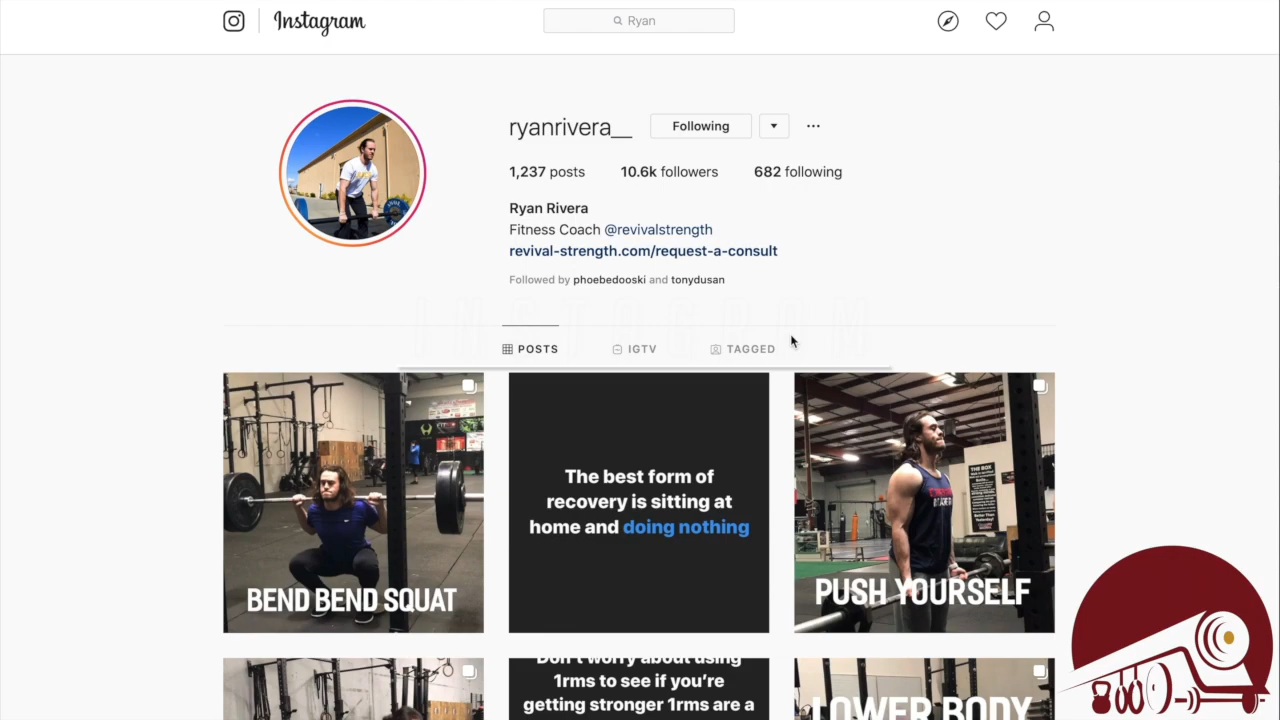 Instagram
Ryan
ryanrivera__
Following
1,237 posts 10.6k followers 682 following
Ryan Rivera
Fitness Coach @revivalstrength
revival-strength.com/request-a-consult
Followed by phoebedooski and tonydusan
INSTAGRAM
POSTS
IGTV
TAGGED
BEND BEND SQUAT
The best form of
recovery is sitting at
home and doing nothing
THE BOX
PUSH YOURSELF
Don't worry about using
1rms to see if you're
getting stronger 1rms are a
LOWER BODY